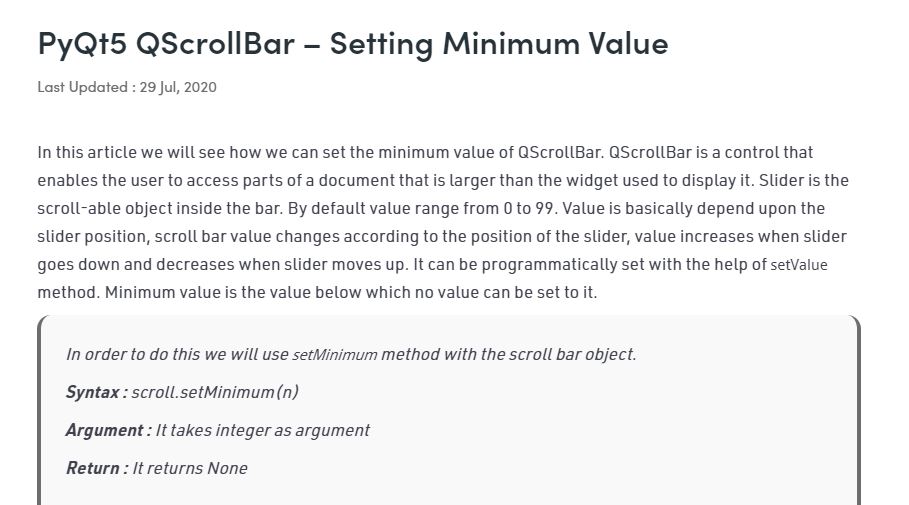 PyQt5 QScrollBar – Setting Minimum Value
Last Updated : 29 Jul, 2020
In this article we will see how we can set the minimum value of QScrollBar. QScrollBar is a control that
enables the user to access parts of a document that is larger than the widget used to display it. Slider is the
scroll-able object inside the bar. By default value range from 0 to 99. Value is basically depend upon the
slider position, scroll bar value changes according to the position of the slider, value increases when slider
goes down and decreases when slider moves up. It can be programmatically set with the help of setValue
method. Minimum value is the value below which no value can be set to it.
In order to do this we will use setMinimum method with the scroll bar object.
Syntax : scroll.setMinimum(n)
Argument : It takes integer as argument
Return : It returns None